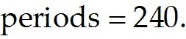 periods = 240.